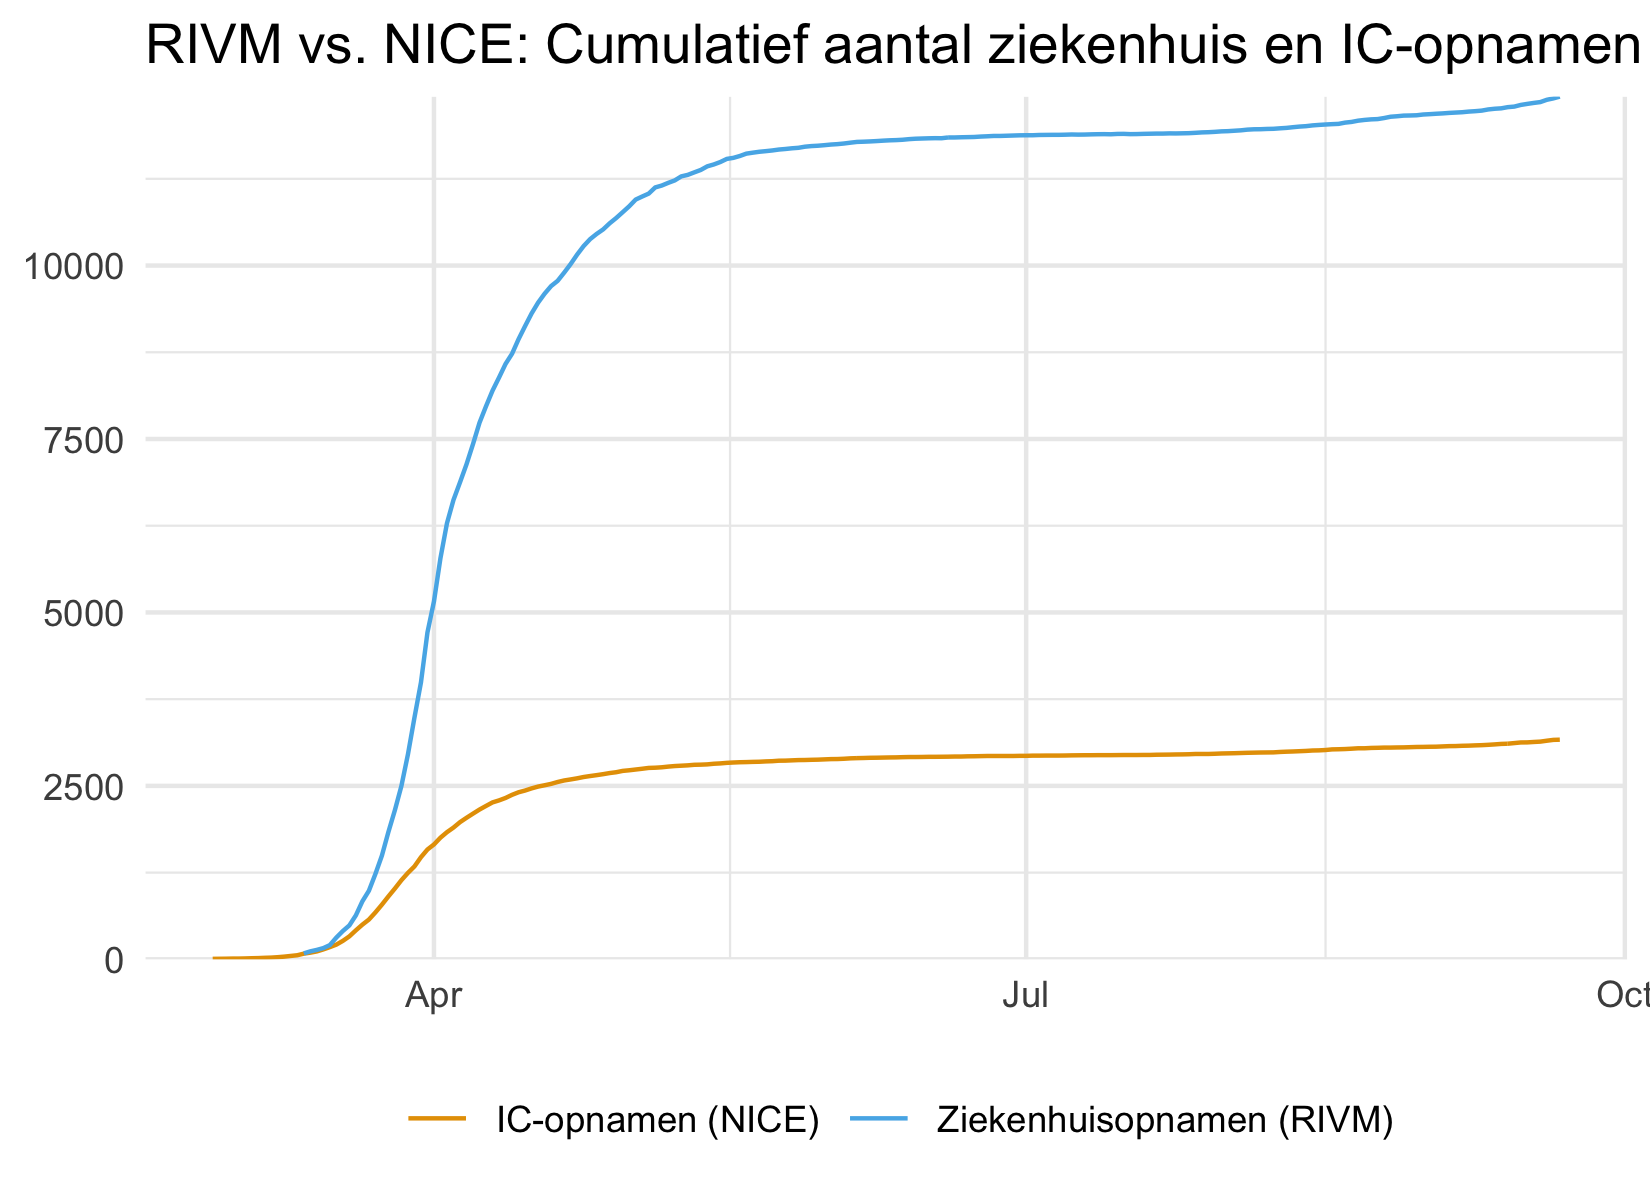 RIVM vs. NICE: Cumulatief aantal ziekenhuis en IC-opnamen
10000
7500
5000
2500
0
Apr
Jul
Oct
IC-opnamen (NICE)
Ziekenhuisopnamen (RIVM)